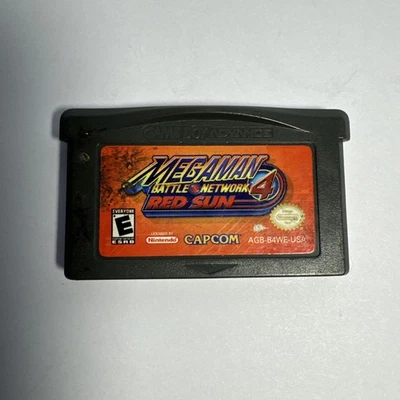 GAME BOY ADVANCE
MEGAMAN
BATTLE NETWORK 4
RED SUN
EVERYONE
E
ESRB
LICENSED BY
Nintendo
CAPCOM
AGB-B4WE-USA